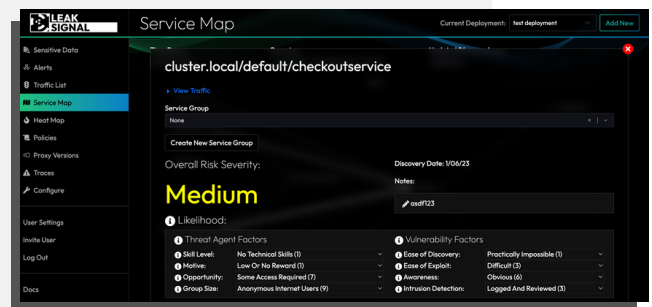 LEAK
SIGNAL
Service Map
Current Deployment:
test deployment
Add New
Sensitive Data
Alerts
Traffic List
Service Map
Heat Map
Policies
Proxy Versions
Traces
Configure
User Settings
Invite User
Log Out
Docs
cluster.local/default/checkoutservice
View Traffic
Service Group
None
Create New Service Group
Overall Risk Severity:
Medium
Discovery Date: 1/06/23
Notes:
asdf123
Likelihood:
Threat Agent Factors
Skill Level: No Technical Skills (1)
Motive: Low Or No Reward (1)
Opportunity: Some Access Required (7)
Group Size: Anonymous Internet Users (9)
Vulnerability Factors
Ease of Discovery: Practically Impossible (1)
Ease of Exploit: Difficult (3)
Awareness: Obvious (6)
Intrusion Detection: Logged And Reviewed (3)